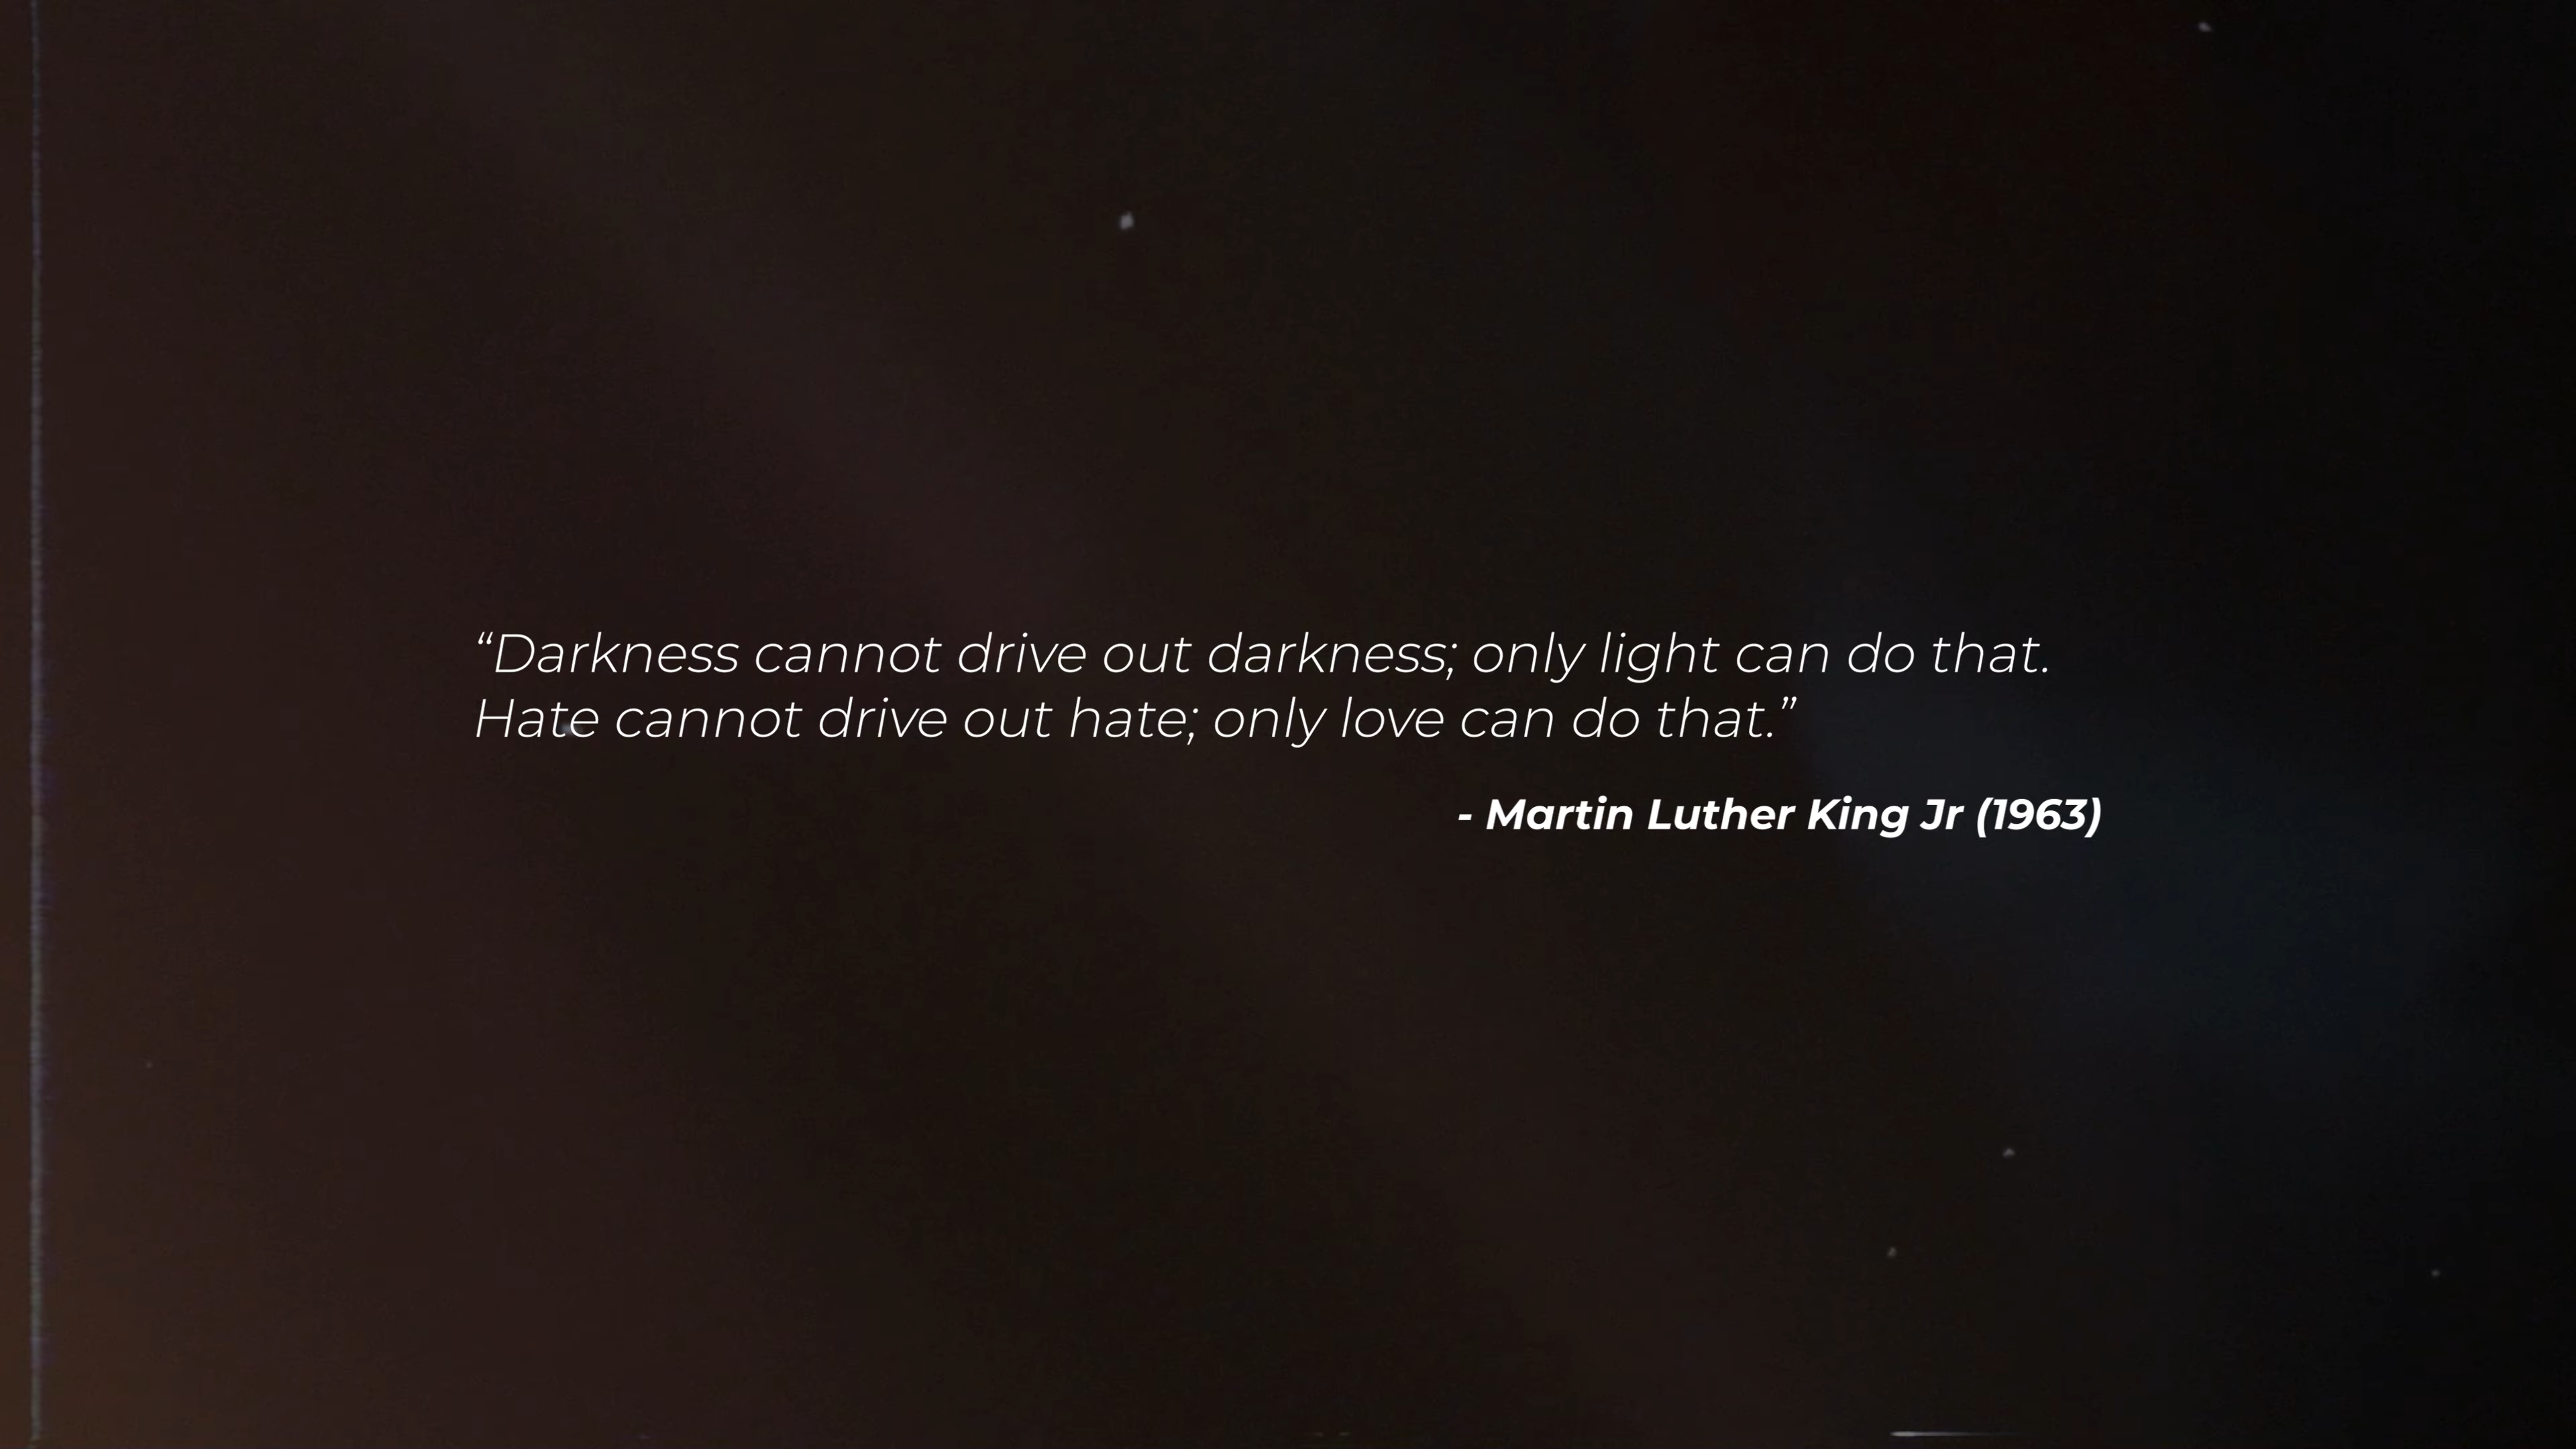 “Darkness cannot drive out darkness; only light can do that.
Hate cannot drive out hate; only love can do that.”
- Martin Luther King Jr (1963)